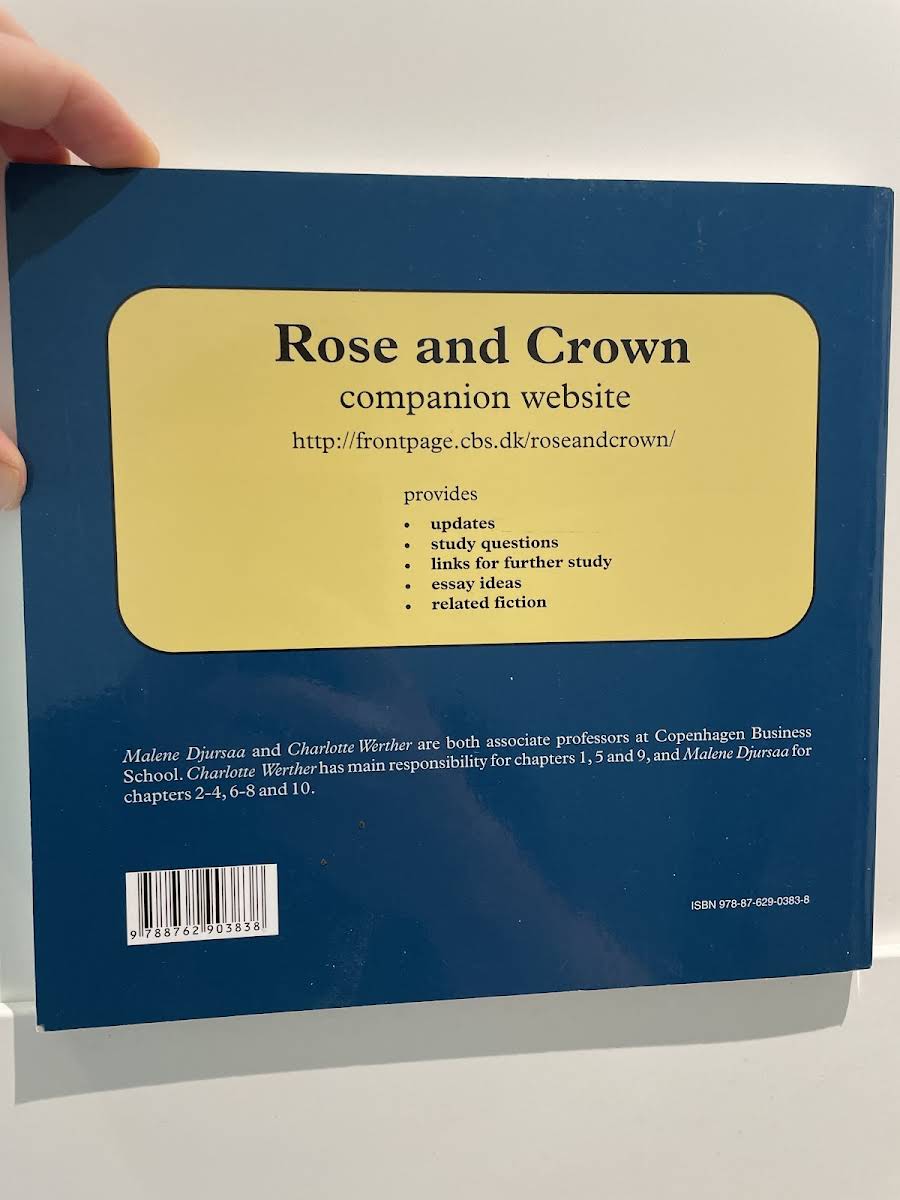 Rose and Crown
companion website
http://frontpage.cbs.dk/roseandcrown/
provides
• updates
• study questions
• links for further study
• essay ideas
• related fiction
Malene Djursaa and Charlotte Werther are both associate professors at Copenhagen Business
School. Charlotte Werther has main responsibility for chapters 1, 5 and 9, and Malene Djursaa for
chapters 2-4, 6-8 and 10.
ISBN 978-87-629-0383-8
9 788762 903838